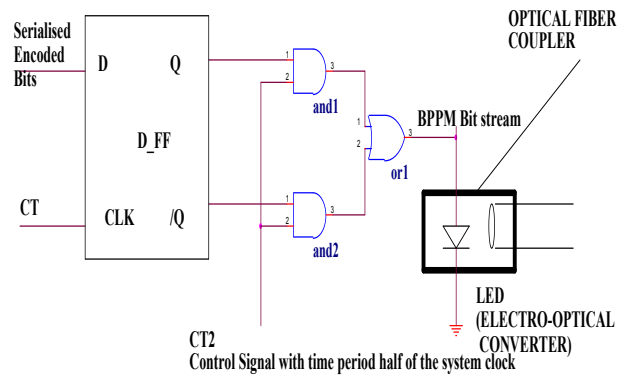 Serialised
Encoded
Bits
OPTICAL FIBER
COUPLER
D
Q
D_FF
CT
CLK
/Q
1
2
3
and1
1
2
3
and2
1
2
3
or1
BPPM Bit stream
LED
(ELECTRO-OPTICAL
CONVERTER)
CT2
Control Signal with time period half of the system clock